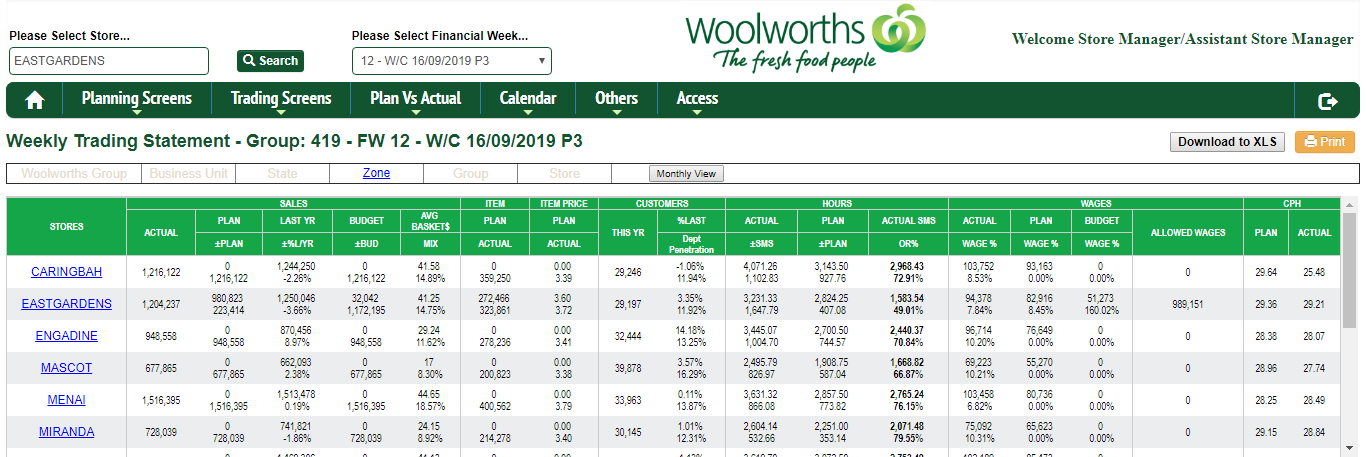 Please Select Store...
EASTGARDENS
Search
Please Select Financial Week...
12 - W/C 16/09/2019 P3
Woolworths
The fresh food people
Welcome Store Manager/Assistant Store Manager
Planning Screens Trading Screens Plan Vs Actual Calendar Others Access
Weekly Trading Statement - Group: 419 - FW 12 - W/C 16/09/2019 P3
Download to XLS Print
Woolworths Group Business Unit State Zone Group Store Monthly View
SALES ITEM ITEM PRICE CUSTOMERS HOURS WAGES CPH
STORES ACTUAL PLAN LAST YR BUDGET AVG BASKET$ PLAN PLAN THIS YR %LAST ACTUAL PLAN ACTUAL SMS ACTUAL PLAN BUDGET ALLOWED WAGES PLAN ACTUAL
±PLAN ±%L/YR ±BUD MIX ACTUAL ACTUAL Dept Penetration ±SMS ±PLAN OR% WAGE % WAGE % WAGE %
CARINGBAH 1,216,122 0 1,244,250 0 41.58 0 0.00 29,246 -1.06% 4,071.26 3,143.50 2,968.43 103,752 93,163 0 0 29.64 25.48
1,216,122 -2.26% 1,216,122 14.89% 359,250 3.39 11.94% 1,102.83 927.76 72.91% 8.53% 0.00% 0.00%
EASTGARDENS 1,204,237 980,823 1,250,046 32,042 41.25 272,466 3.60 29,197 3.35% 3,231.33 2,824.25 1,583.54 94,378 82,916 51,273 989,151 29.36 29.21
223,414 -3.66% 1,172,195 14.75% 323,861 3.72 11.92% 1,647.79 407.08 49.01% 7.84% 8.45% 160.02%
ENGADINE 948,558 0 870,456 0 29.24 0 0.00 32,444 14.18% 3,445.07 2,700.50 2,440.37 96,714 76,649 0 0 28.38 28.07
948,558 8.97% 948,558 11.62% 278,236 3.41 13.25% 1,004.70 744.57 70.84% 10.20% 0.00% 0.00%
MASCOT 677,865 0 662,093 0 17 0 0.00 39,878 3.57% 2,495.79 1,908.75 1,668.82 69,223 55,270 0 0 28.96 27.74
677,865 2.38% 677,865 8.30% 200,823 3.38 16.29% 826.97 587.04 66.87% 10.21% 0.00% 0.00%
MENAI 1,516,395 0 1,513,478 0 44.65 0 0.00 33,963 0.11% 3,631.32 2,857.50 2,765.24 103,458 80,736 0 0 28.25 28.49
1,516,395 0.19% 1,516,395 18.57% 400,562 3.79 13.87% 866.08 773.82 76.15% 6.82% 0.00% 0.00%
MIRANDA 728,039 0 741,821 0 24.15 0 0.00 30,145 1.01% 2,604.14 2,251.00 2,071.48 75,092 65,623 0 0 29.15 28.84
728,039 -1.86% 728,039 8.92% 214,278 3.40 12.31% 532.66 353.14 79.55% 10.31% 0.00% 0.00%